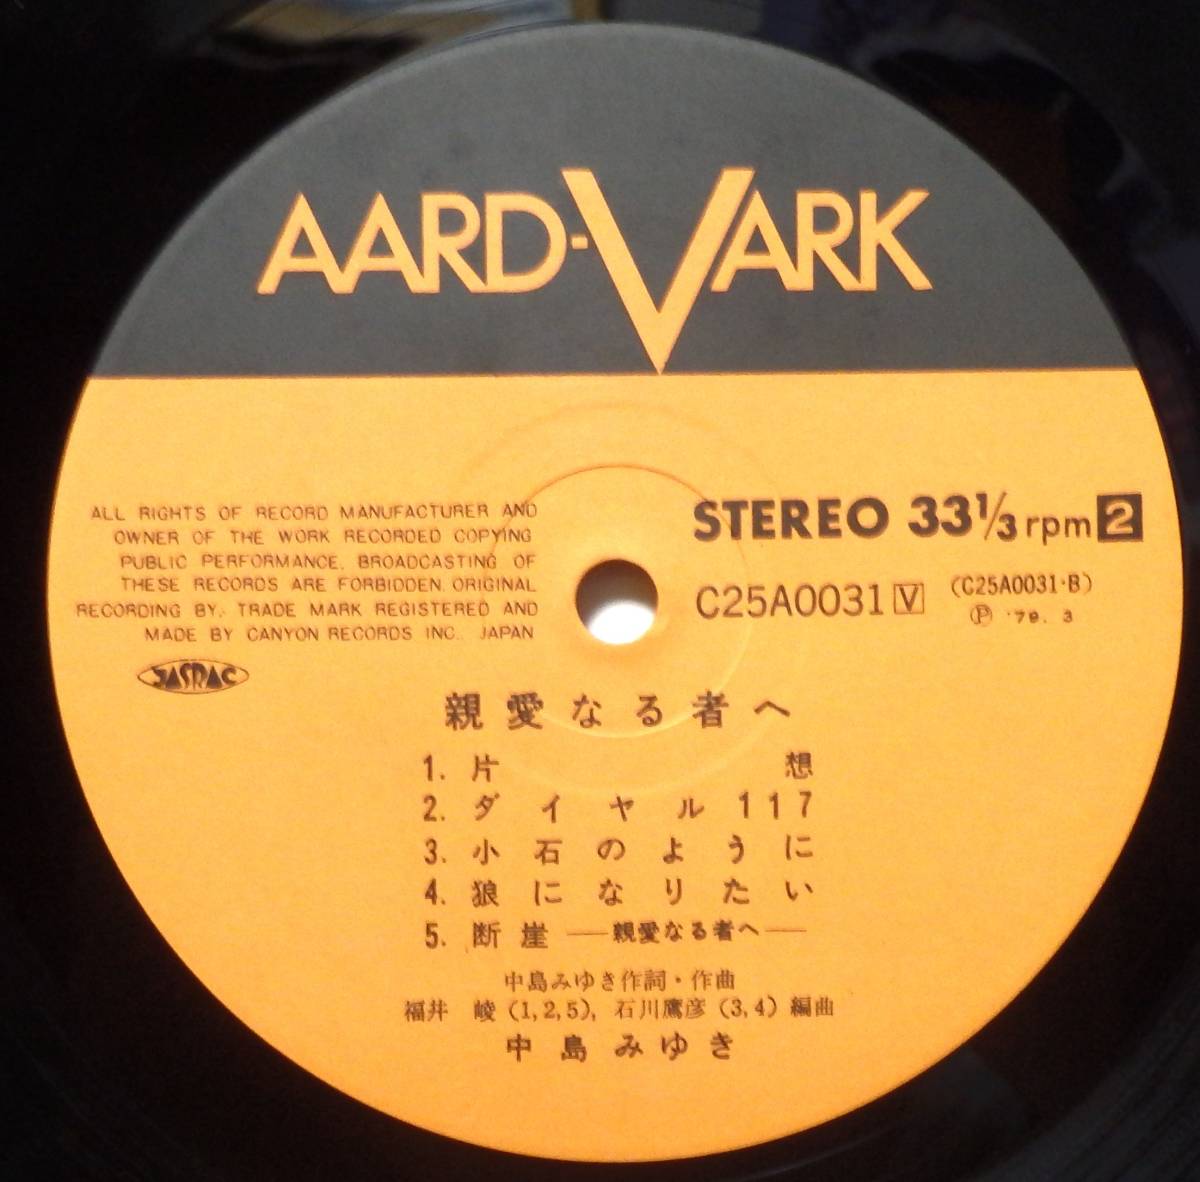 AARD-VARK
ALL RIGHTS OF RECORD MANUFACTURER AND
OWNER OF THE WORK RECORDED COPYING
PUBLIC PERFORMANCE, BROADCASTING OF
THESE RECORDS ARE FORBIDDEN. ORIGINAL
RECORDING BY, TRADE MARK REGISTERED AND
MADE BY CANYON RECORDS INC., JAPAN
JASRAC
STEREO 33⅓rpm 2
C25A0031 V (C25A0031·B)
Ⓟ '79. 3
親愛なる者へ
1. 片想
2. ダイヤル117
3. 小石のように
4. 狼になりたい
5. 断崖 ―親愛なる者へ―
中島みゆき作詞・作曲
福井 崚 (1,2,5), 石川鷹彦 (3,4) 編曲
中島みゆき